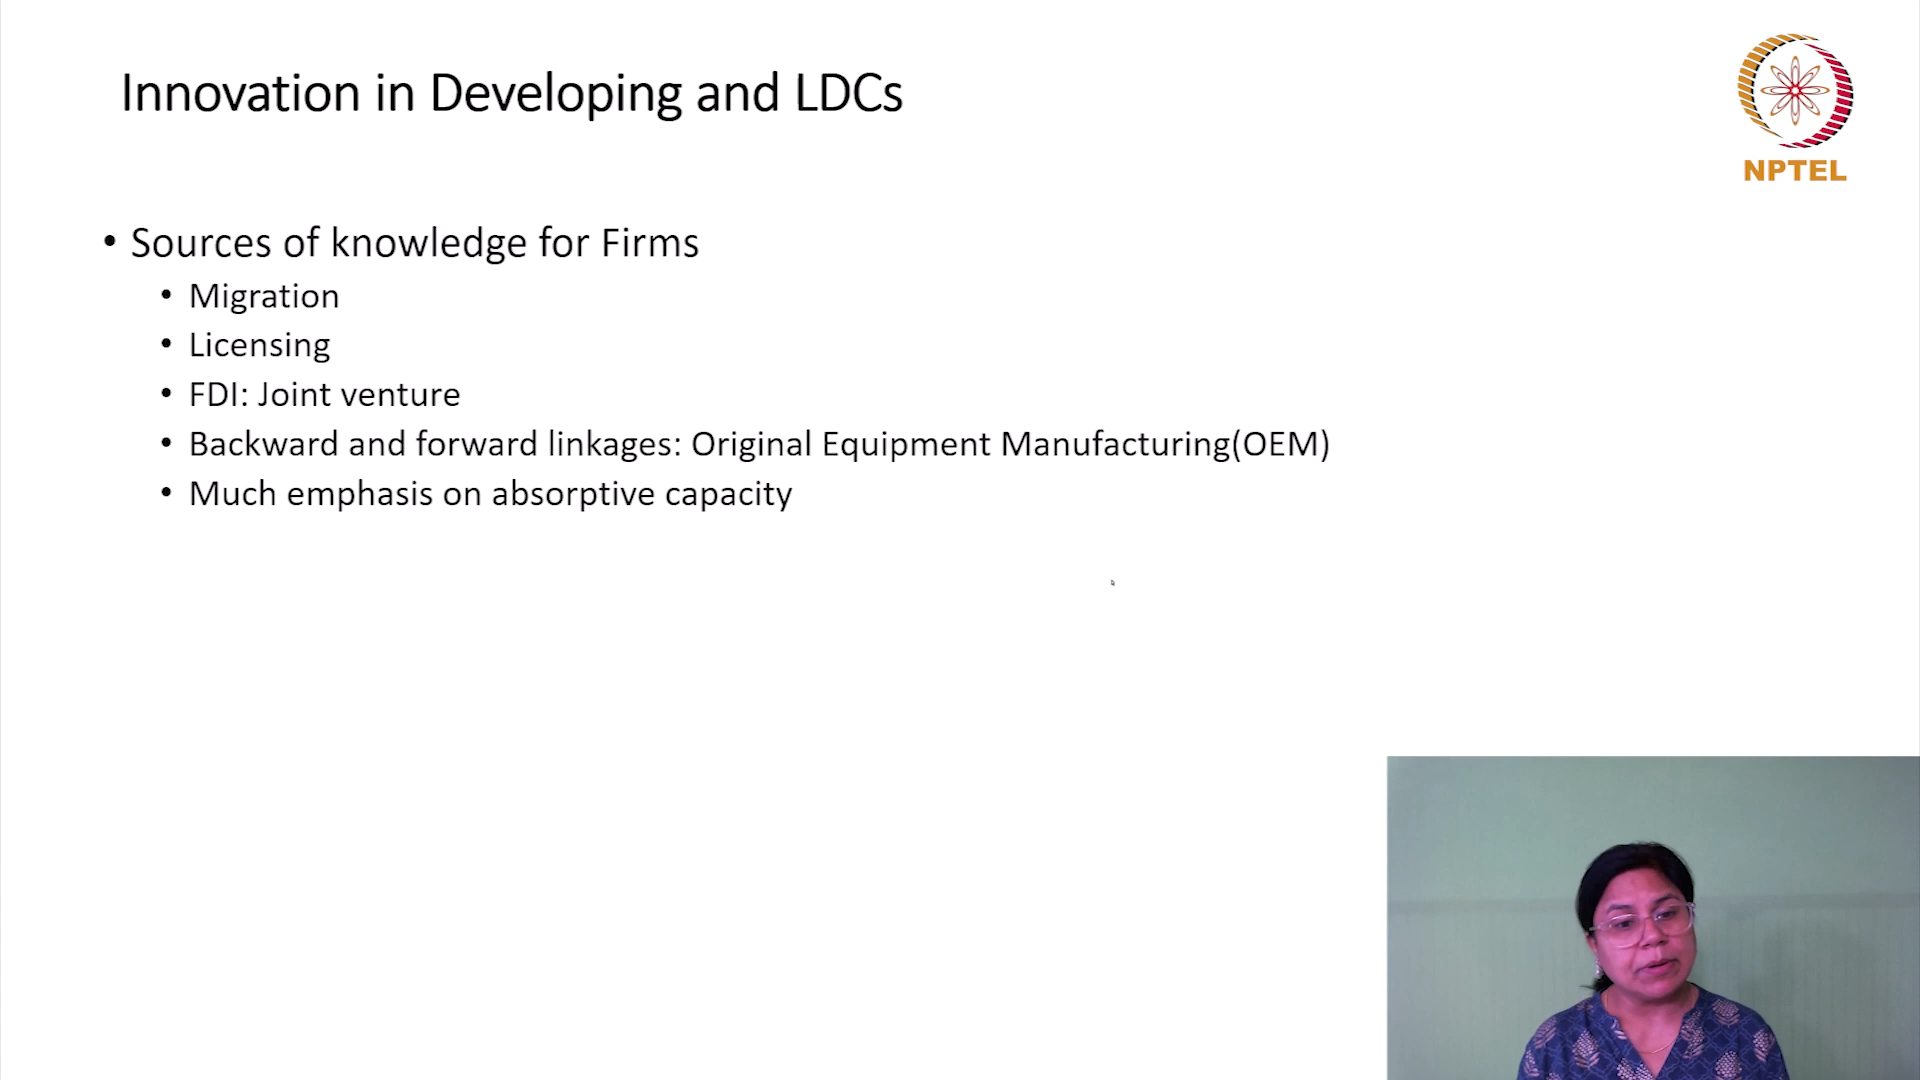 Innovation in Developing and LDCs
NPTEL
• Sources of knowledge for Firms
• Migration
• Licensing
• FDI: Joint venture
• Backward and forward linkages: Original Equipment Manufacturing(OEM)
• Much emphasis on absorptive capacity